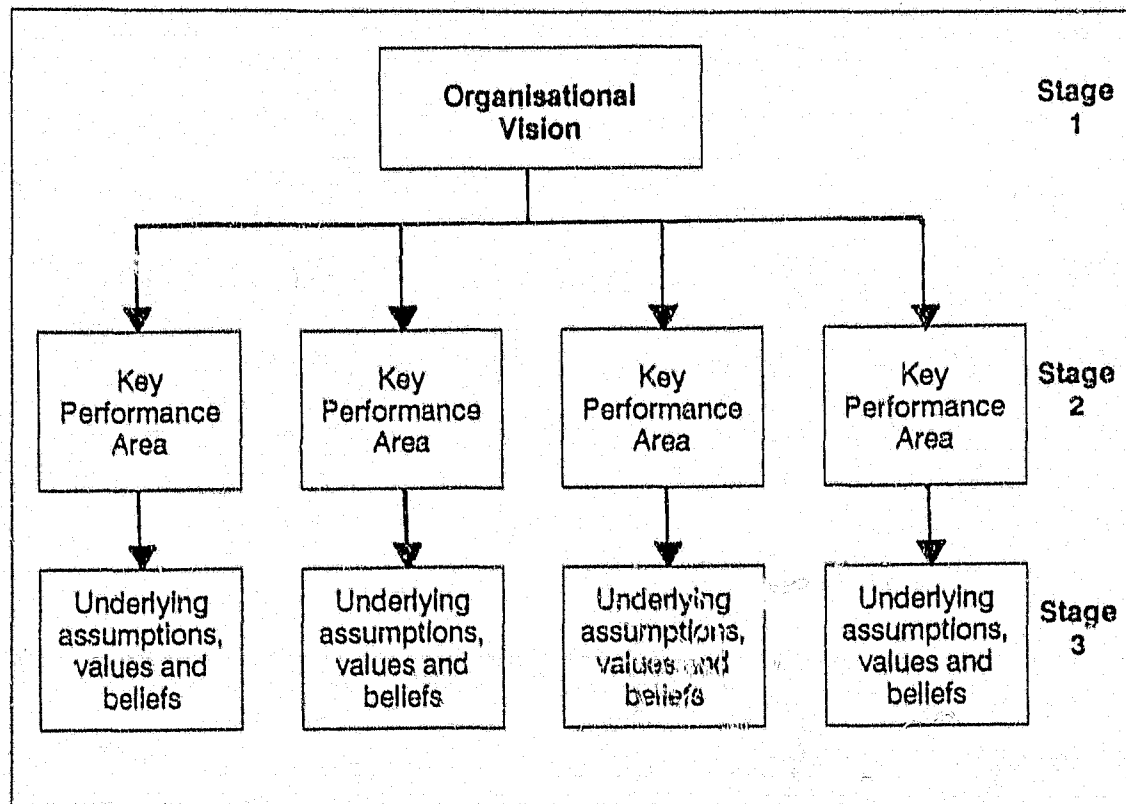 Organisational
Vision
Stage
1
Key
Performance
Area
Key
Performance
Area
Key
Performance
Area
Key
Performance
Area
Stage
2
Underlying
assumptions,
values and
beliefs
Underlying
assumptions,
values and
beliefs
Underlying
assumptions,
values and
beliefs
Underlying
assumptions,
values and
beliefs
Stage
3